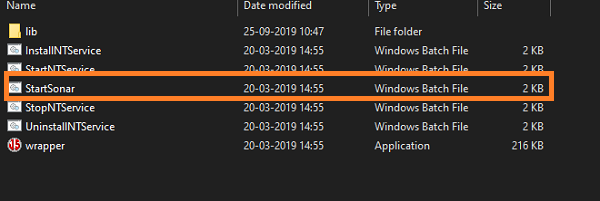 Name Date modified Type Size
lib 25-09-2019 10:47 File folder
InstallNTService 20-03-2019 14:55 Windows Batch File 2 KB
StartNTService 20-03-2019 14:55 Windows Batch File 2 KB
StartSonar 20-03-2019 14:55 Windows Batch File 2 KB
StopNTService 20-03-2019 14:55 Windows Batch File 2 KB
UninstallNTService 20-03-2019 14:55 Windows Batch File 2 KB
wrapper 20-03-2019 14:55 Application 216 KB